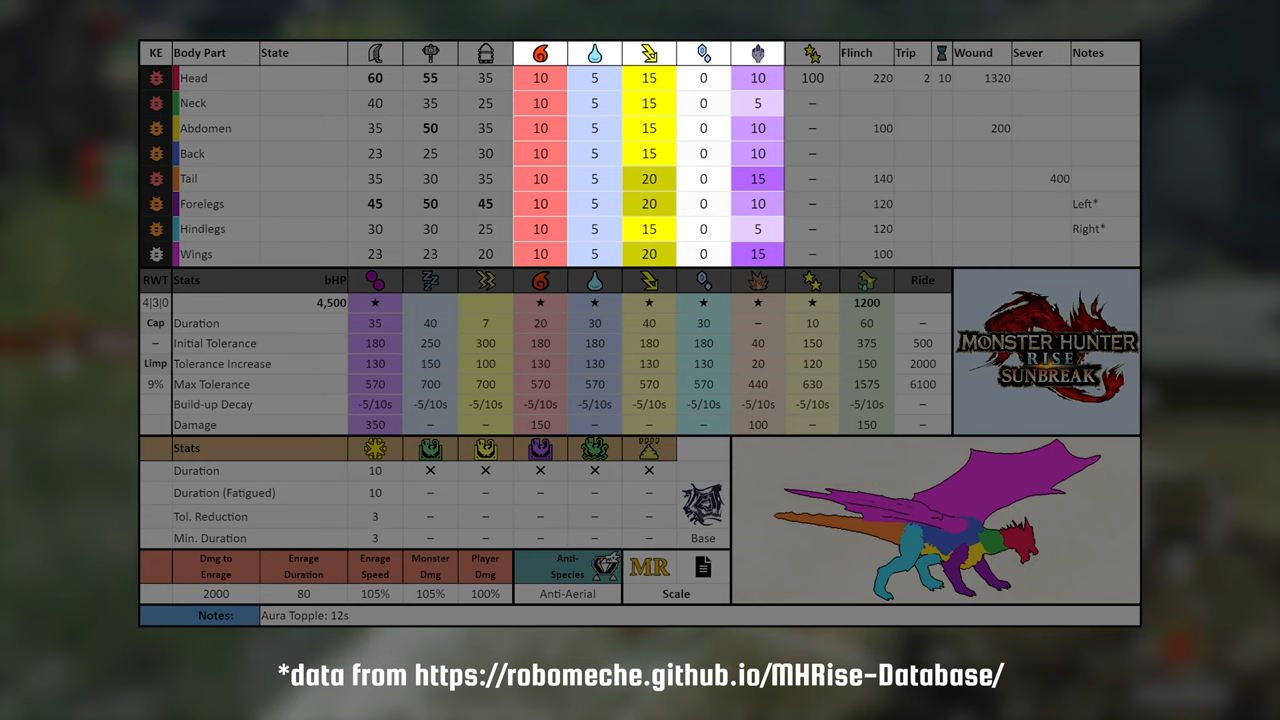 KE Body Part State Flinch Trip Wound Sever Notes
Head 60 55 35 10 5 15 0 10 100 220 2 10 1320
Neck 40 35 25 10 5 15 0 5 –
Abdomen 35 50 35 10 5 15 0 10 – 100 200
Back 23 25 30 10 5 15 0 10 –
Tail 35 30 35 10 5 20 0 15 – 140 400
Forelegs 45 50 45 10 5 20 0 10 – 120 Left*
Hindlegs 30 30 25 10 5 15 0 5 – 120 Right*
Wings 23 23 20 10 5 20 0 15 – 100
RWT Stats bHP Ride
4|3|0 4,500 ★ ★ ★ ★ ★ ★ ★ 1200
Cap Duration 35 40 7 20 30 40 30 – 10 60 –
– Initial Tolerance 180 250 300 180 180 180 180 40 150 375 500
Limp Tolerance Increase 130 150 100 130 130 130 130 20 120 150 2000
9% Max Tolerance 570 700 700 570 570 570 570 440 630 1575 6100
Build-up Decay -5/10s -5/10s -5/10s -5/10s -5/10s -5/10s -5/10s -5/10s -5/10s -5/10s –
Damage 350 – – 150 – – – 100 – 150 –
MONSTER HUNTER
RISE
SUNBREAK
Stats
Duration 10 × × × × ×
Duration (Fatigued) 10 – – – – –
Tol. Reduction 3 – – – – –
Min. Duration 3 – – – – – Base
Dmg to Enrage Enrage Duration Enrage Speed Monster Dmg Player Dmg Anti-Species MR
2000 80 105% 105% 100% Anti-Aerial Scale
Notes: Aura Topple: 12s
*data from https://robomeche.github.io/MHRise-Database/